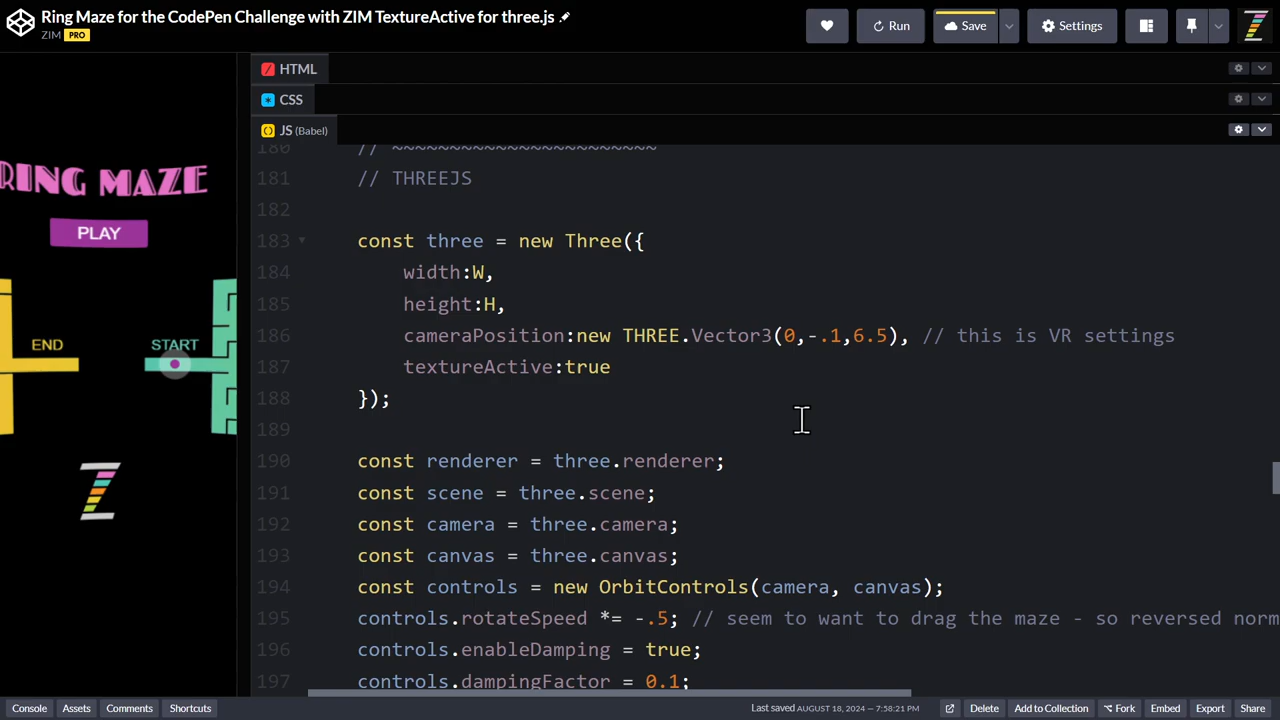 Ring Maze for the CodePen Challenge with ZIM TextureActive for three.js
ZIM PRO
Run
Save
Settings
HTML
CSS
JS (Babel)
RING MAZE
PLAY
END
START
180 // ~~~~~~~~~~~~~~~~~~~~~~~
181 // THREEJS
182
183 const three = new Three({
184 width:W,
185 height:H,
186 cameraPosition:new THREE.Vector3(0,-.1,6.5), // this is VR settings
187 textureActive:true
188 });
189
190 const renderer = three.renderer;
191 const scene = three.scene;
192 const camera = three.camera;
193 const canvas = three.canvas;
194 const controls = new OrbitControls(camera, canvas);
195 controls.rotateSpeed *= -.5; // seem to want to drag the maze - so reversed norm
196 controls.enableDamping = true;
197 controls.dampingFactor = 0.1;
Console
Assets
Comments
Shortcuts
Last saved AUGUST 18, 2024 — 7:58:21 PM
Delete
Add to Collection
Fork
Embed
Export
Share